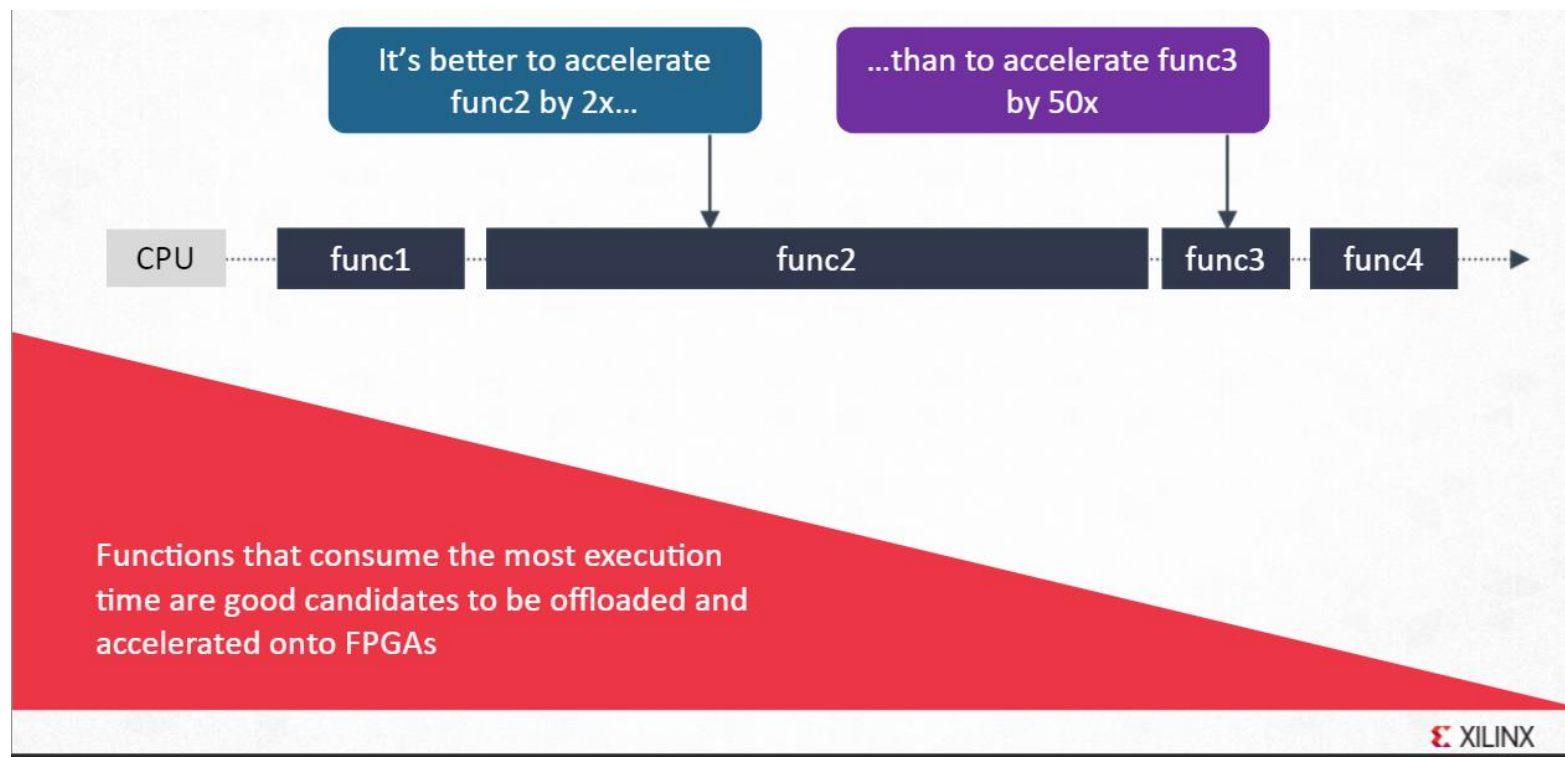 It's better to accelerate
func2 by 2x...
...than to accelerate func3
by 50x
CPU
func1
func2
func3
func4
Functions that consume the most execution
time are good candidates to be offloaded and
accelerated onto FPGAs
XILINX